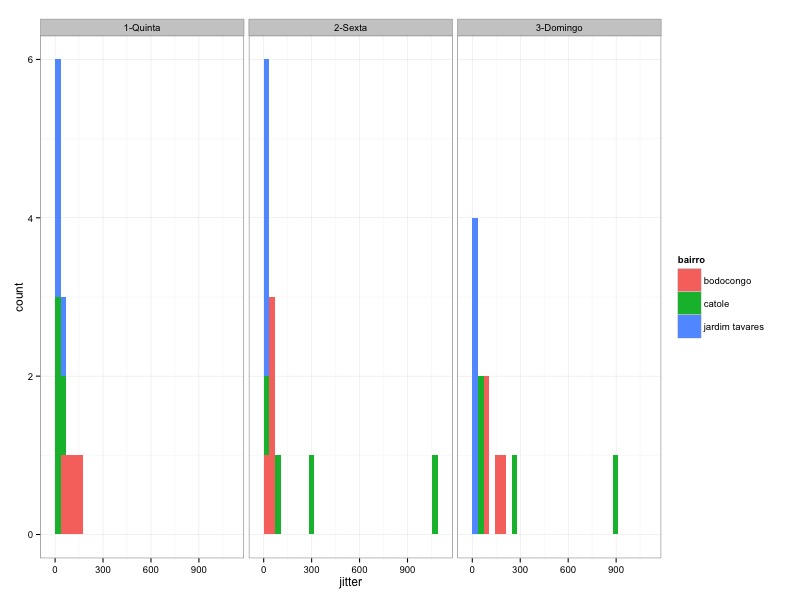 1-Quinta 2-Sexta 3-Domingo
6
4
2
0
count
0 300 600 900 0 300 600 900 0 300 600 900
jitter
bairro
bodocongo
catole
jardim tavares